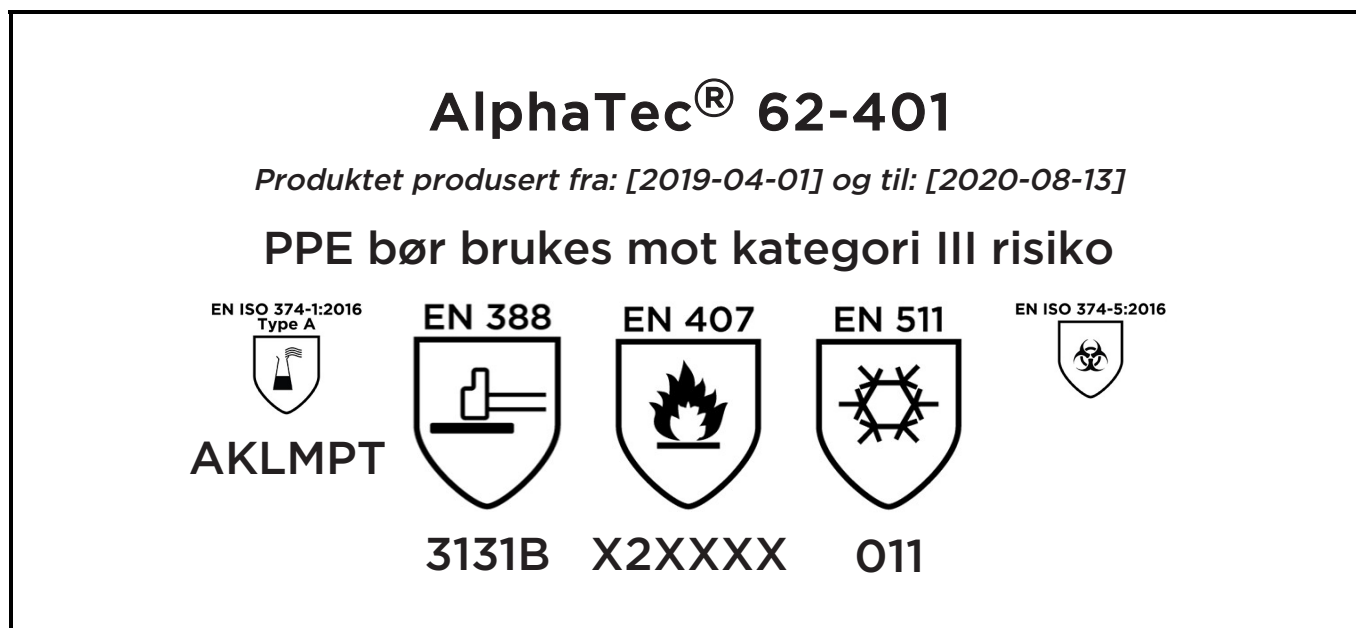 AlphaTec® 62-401
Produktet produsert fra: [2019-04-01] og til: [2020-08-13]
PPE bør brukes mot kategori III risiko
EN ISO 374-1:2016
Type A
AKLMPT
EN 388
3131B
EN 407
X2XXXX
EN 511
011
EN ISO 374-5:2016